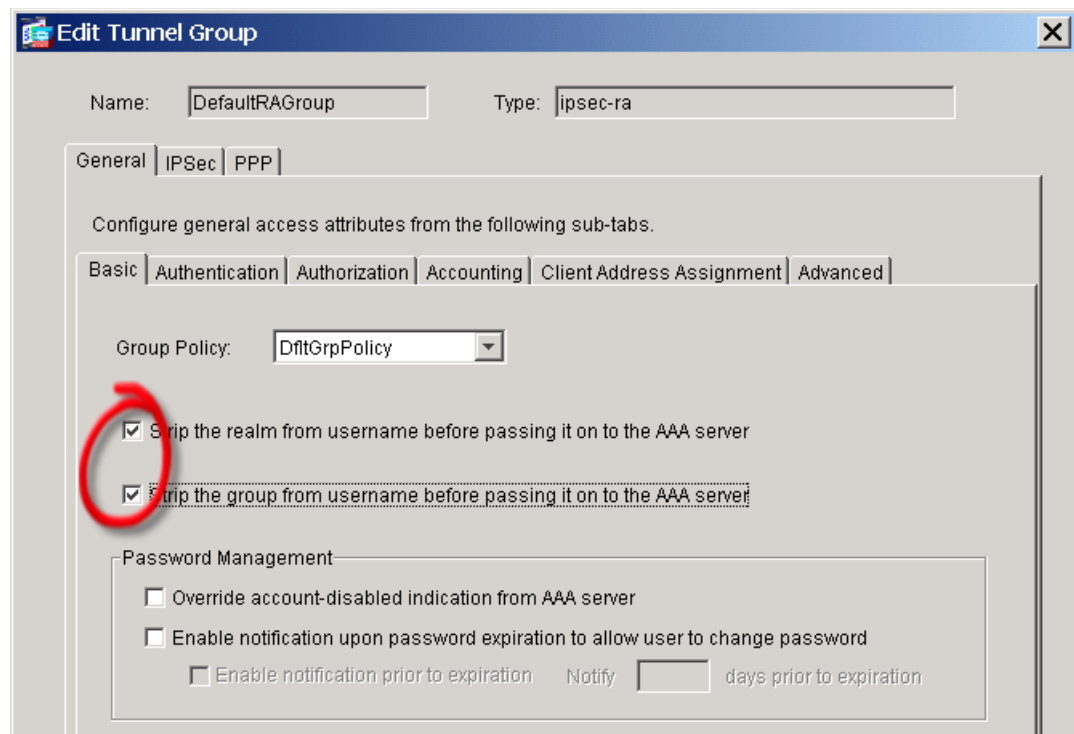 Edit Tunnel Group
Name: DefaultRAGroup Type: ipsec-ra
General IPSec PPP
Configure general access attributes from the following sub-tabs.
Basic Authentication Authorization Accounting Client Address Assignment Advanced
Group Policy: DfltGrpPolicy
Strip the realm from username before passing it on to the AAA server
Strip the group from username before passing it on to the AAA server
Password Management
Override account-disabled indication from AAA server
Enable notification upon password expiration to allow user to change password
Enable notification prior to expiration Notify days prior to expiration